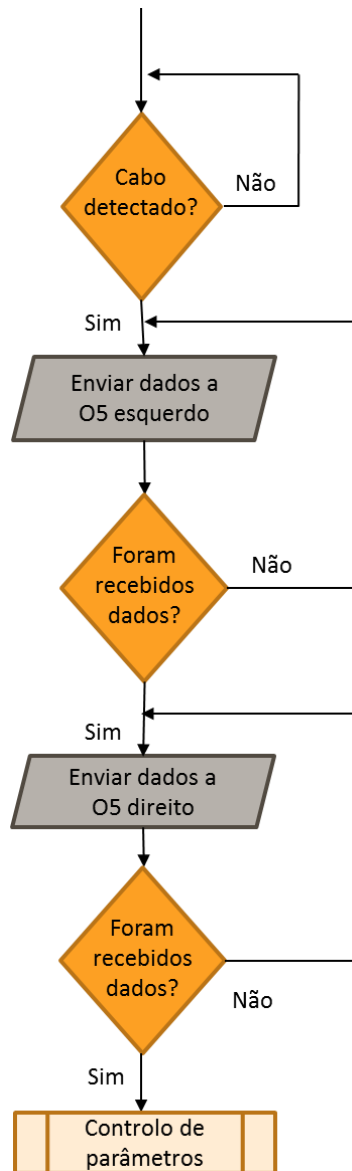 Cabo
detectado?
Não
Sim
Enviar dados a
O5 esquerdo
Foram
recebidos
dados?
Não
Sim
Enviar dados a
O5 direito
Foram
recebidos
dados?
Não
Sim
Controlo de
parâmetros